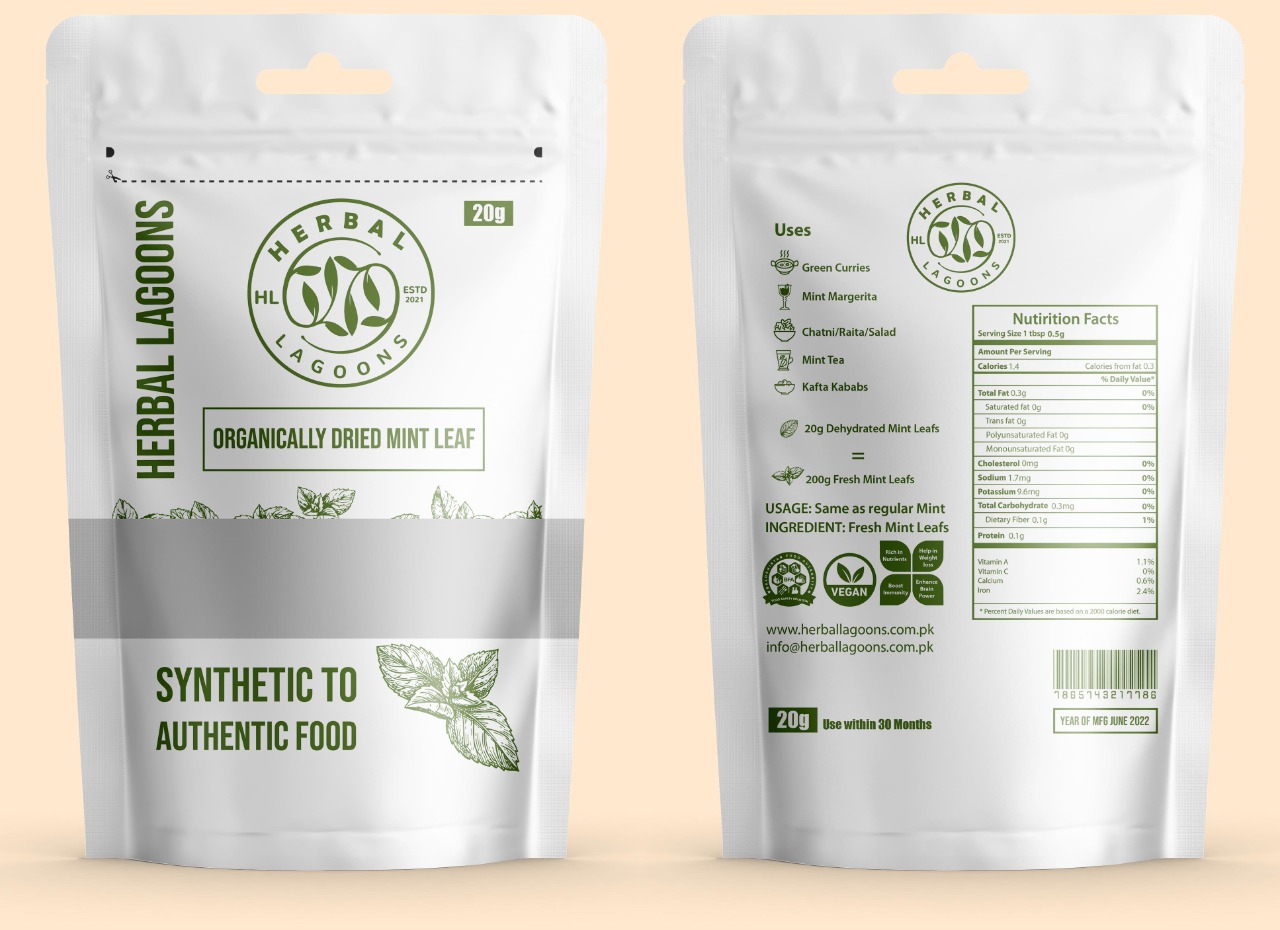 HERBAL LAGOONS
20g
HERBAL
HL
ESTD
2021
LAGOONS
ORGANICALLY DRIED MINT LEAF
SYNTHETIC TO
AUTHENTIC FOOD
HERBAL
HL
ESTD
2021
LAGOONS
Uses
Green Curries
Mint Margerita
Chatni/Raita/Salad
Mint Tea
Kafta Kababs
20g Dehydrated Mint Leafs
=
200g Fresh Mint Leafs
USAGE: Same as regular Mint
INGREDIENT: Fresh Mint Leafs
VEGAN
Rich in
Nutrients
Help in
Weight
loss
Boost
Immunity
Enhance
Brain
Power
www.herballagoons.com.pk
info@herballagoons.com.pk
20g Use within 30 Months
Nutirition Facts
Serving Size 1 tbsp 0.5g
Amount Per Serving
Calories 1.4 Calories from fat 0.3
% Daily Value*
Total Fat 0.3g 0%
Saturated fat 0g 0%
Trans fat 0g
Polyunsaturated Fat 0g
Monounsaturated Fat 0g
Cholesterol 0mg 0%
Sodium 1.7mg 0%
Potassium 9.6mg 0%
Total Carbohydrate 0.3mg 0%
Dietary Fiber 0.1g 1%
Protein 0.1g
Vitamin A 1.1%
Vitamin C 0%
Calcium 0.6%
Iron 2.4%
* Percent Daily Values are based on a 2000 calorie diet.
7865743217786
YEAR OF MFG JUNE 2022